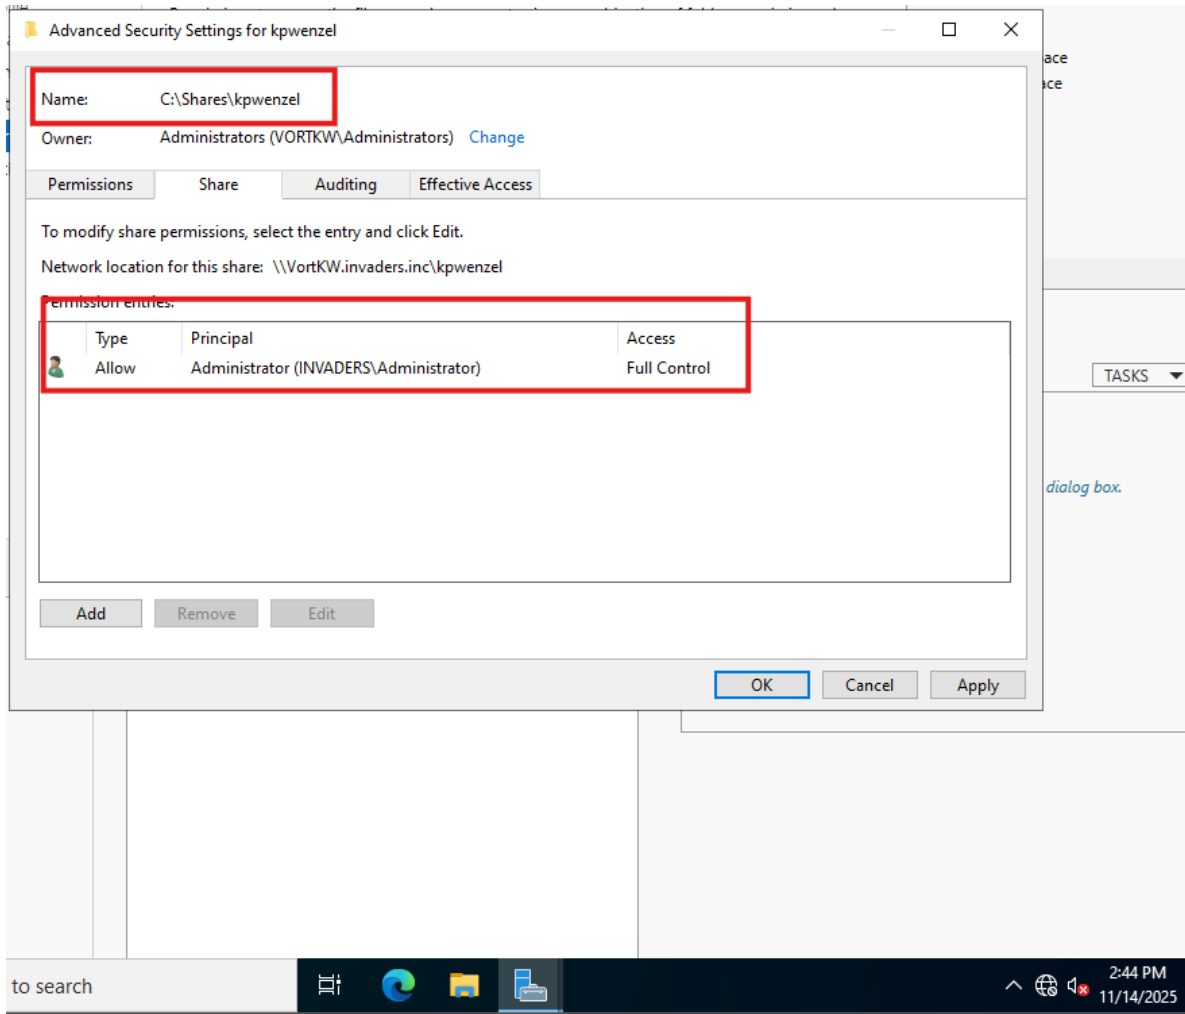 Advanced Security Settings for kpwenzel
ace
ace
Name: C:\Shares\kpwenzel
Owner: Administrators (VORTKW\Administrators) Change
Permissions Share Auditing Effective Access
To modify share permissions, select the entry and click Edit.
Network location for this share: \\VortKW.invaders.inc\kpwenzel
Permission entries:
Type Principal Access
Allow Administrator (INVADERS\Administrator) Full Control
TASKS
dialog box.
Add Remove Edit
OK Cancel Apply
to search
2:44 PM
11/14/2025